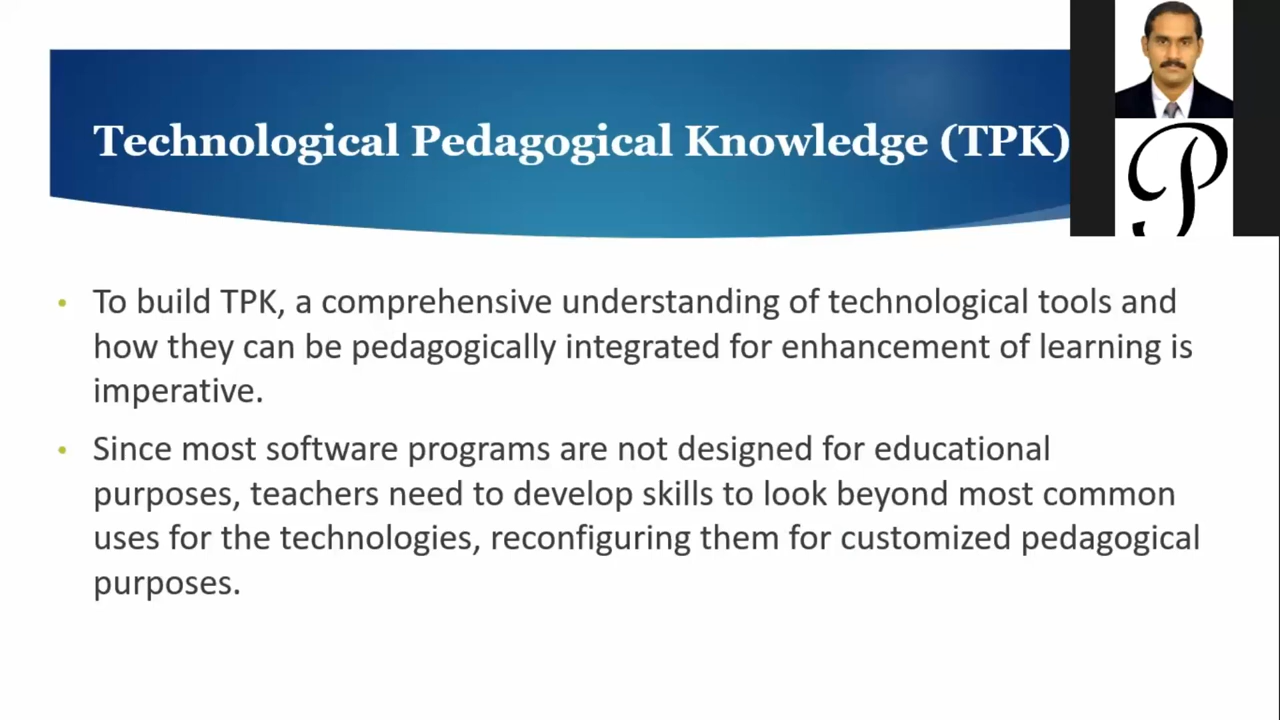 Technological Pedagogical Knowledge (TPK)
P
• To build TPK, a comprehensive understanding of technological tools and
how they can be pedagogically integrated for enhancement of learning is
imperative.
• Since most software programs are not designed for educational
purposes, teachers need to develop skills to look beyond most common
uses for the technologies, reconfiguring them for customized pedagogical
purposes.